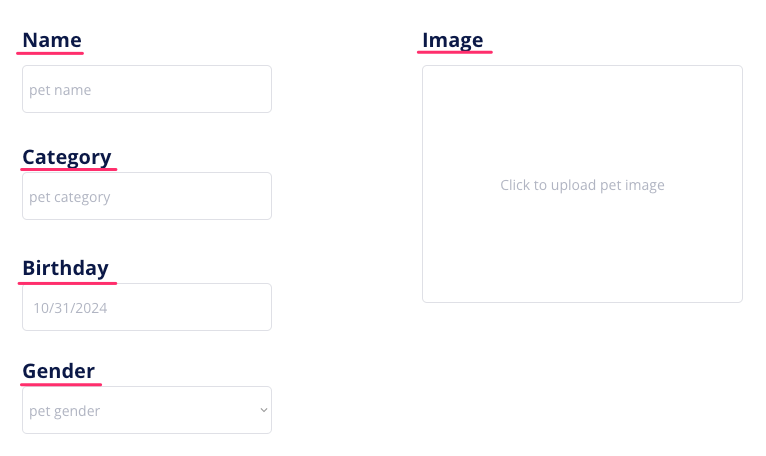 Name
pet name
Category
pet category
Birthday
10/31/2024
Gender
pet gender
Image
Click to upload pet image